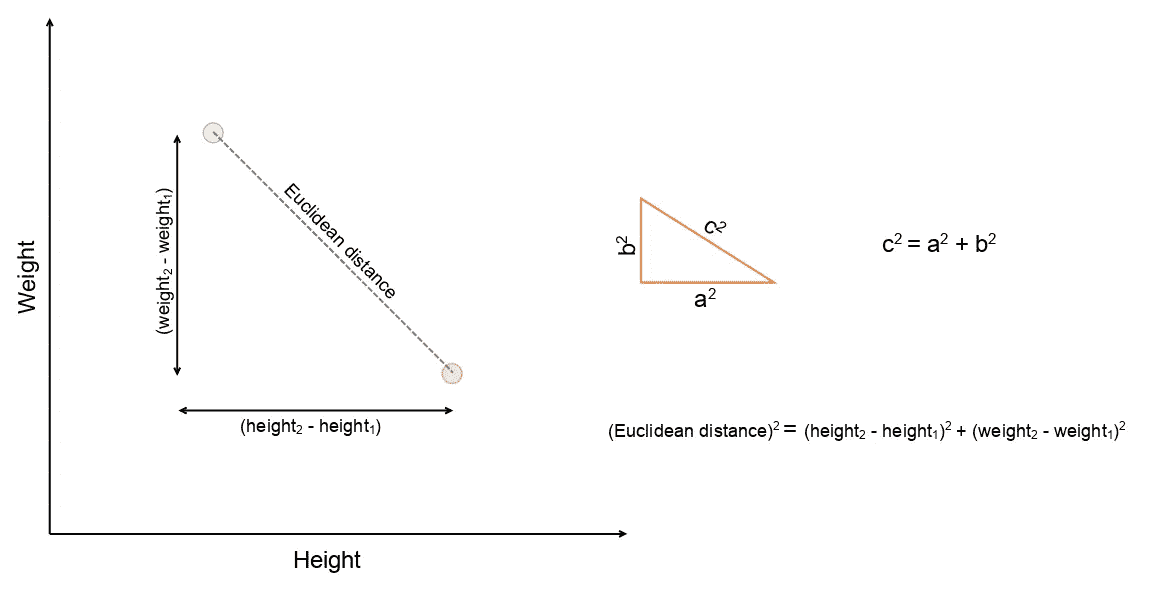 Weight
(weight₂ - weight₁)
Euclidean distance
(height₂ - height₁)
Height
b²
c²
a²
c² = a² + b²
(Euclidean distance)² = (height₂ - height₁)² + (weight₂ - weight₁)²